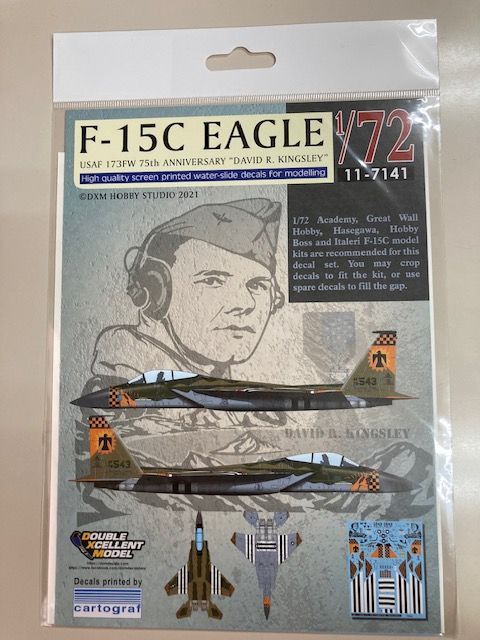 F-15C EAGLE
1/72
USAF 173FW 75th ANNIVERSARY "DAVID R. KINGSLEY"
High quality screen printed water-slide decals for modelling
11-7141
©DXM HOBBY STUDIO 2021
1/72 Academy, Great Wall
Hobby, Hasegawa, Hobby
Boss and Italeri F-15C model
kits are recommended for this
decal set. You may crop
decals to fit the kit, or use
spare decals to fill the gap.
543
DAVID R. KINGSLEY
543
DOUBLE
XCELLENT
MODEL
Decals printed by
cartograf